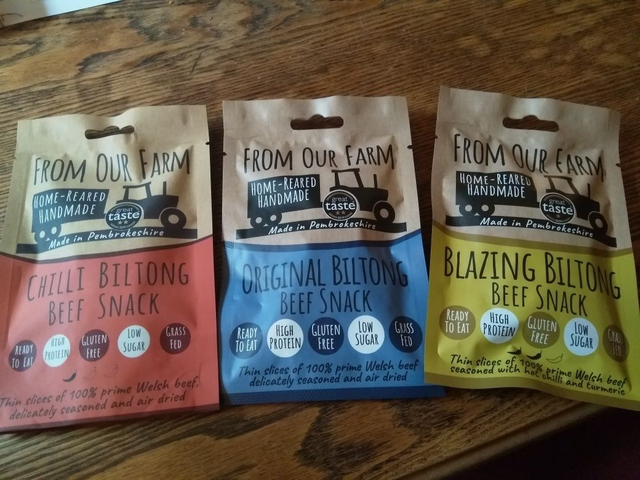 FROM OUR FARM
HOME-REARED
HANDMADE
great
taste
Made in Pembrokeshire
CHILLI BILTONG
BEEF SNACK
READY
TO EAT
HIGH
PROTEIN
GLUTEN
FREE
LOW
SUGAR
GRASS
FED
Thin slices of 100% prime Welsh beef,
delicately seasoned and air dried
FROM OUR FARM
HOME-REARED
HANDMADE
great
taste
Made in Pembrokeshire
ORIGINAL BILTONG
BEEF SNACK
READY
TO EAT
HIGH
PROTEIN
GLUTEN
FREE
LOW
SUGAR
GRASS
FED
Thin slices of 100% prime Welsh beef
delicately seasoned and air dried
FROM OUR FARM
HOME-REARED
HANDMADE
great
taste
Made in Pembrokeshire
BLAZING BILTONG
BEEF SNACK
READY
TO EAT
HIGH
PROTEIN
GLUTEN
FREE
LOW
SUGAR
GRASS
FED
Thin slices of 100% prime Welsh beef
seasoned with hot chilli and turmeric